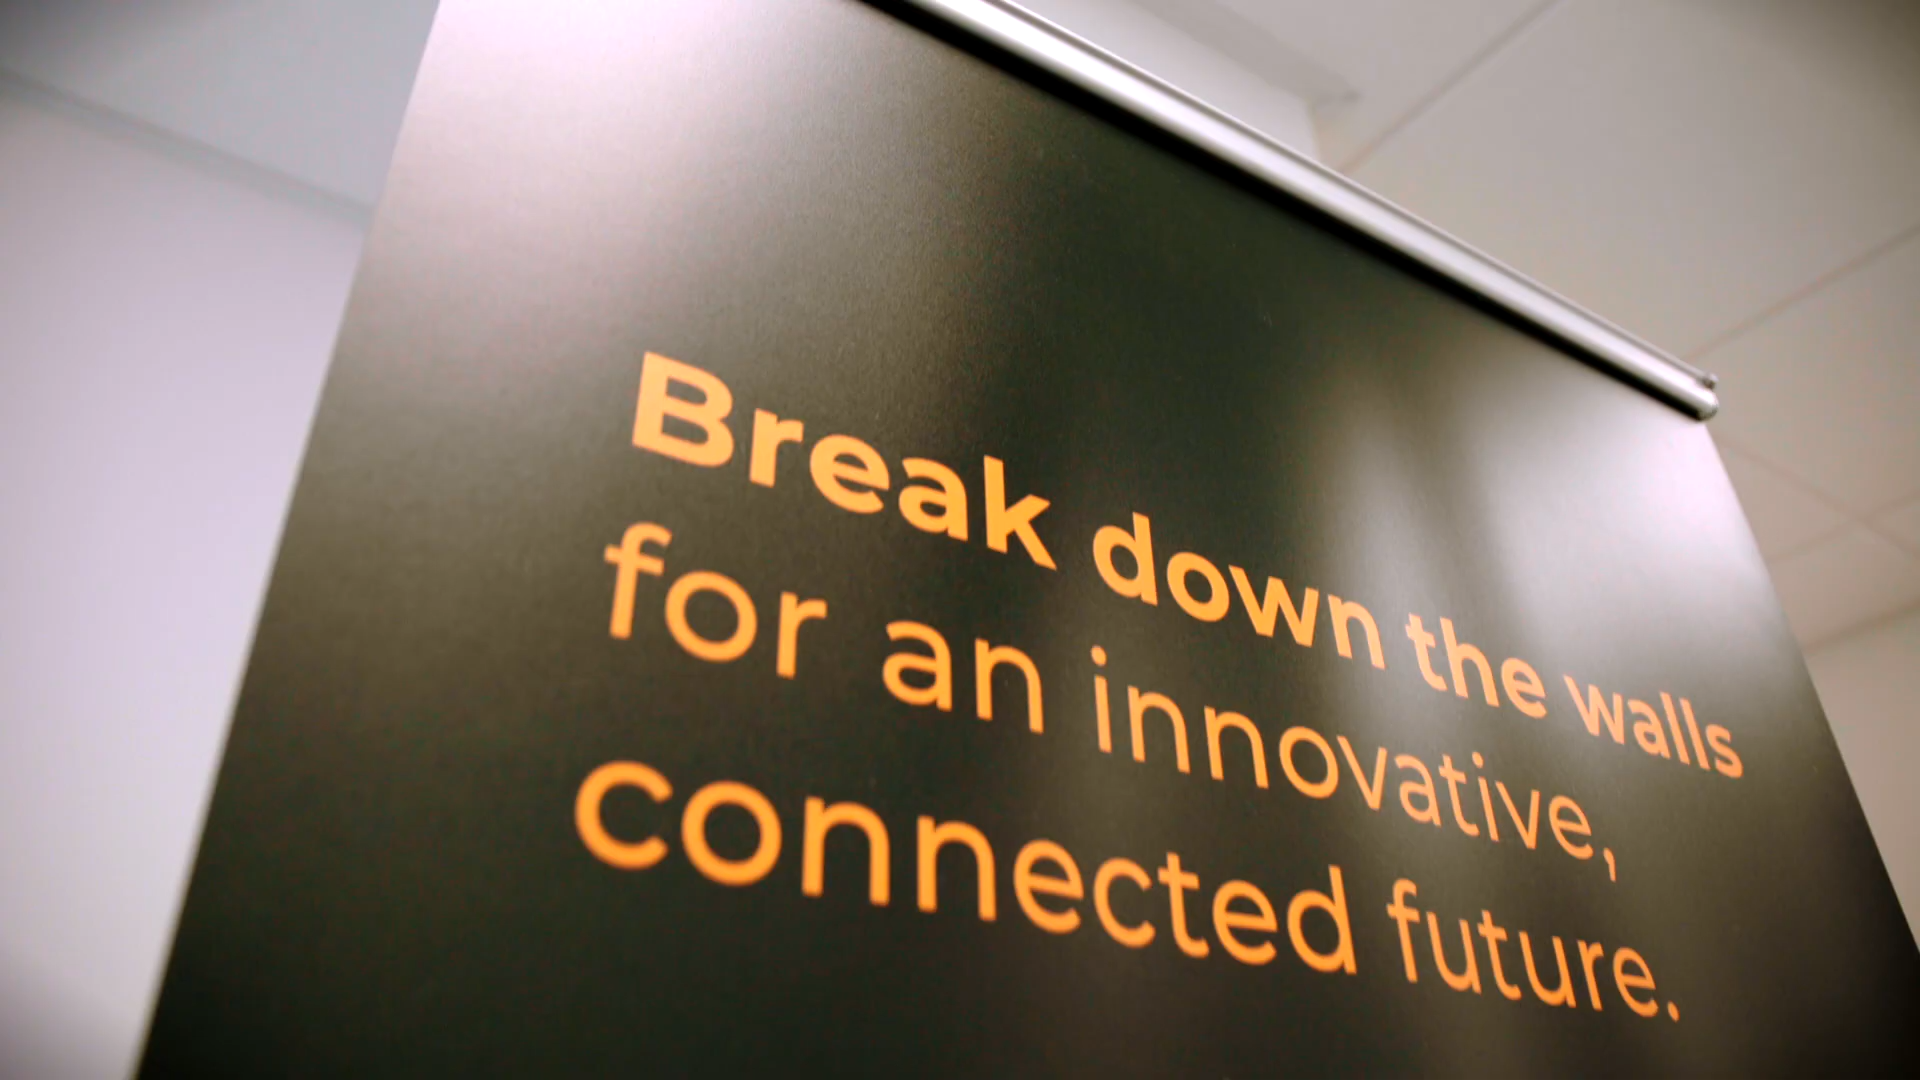 Break down the walls
for an innovative,
connected future.